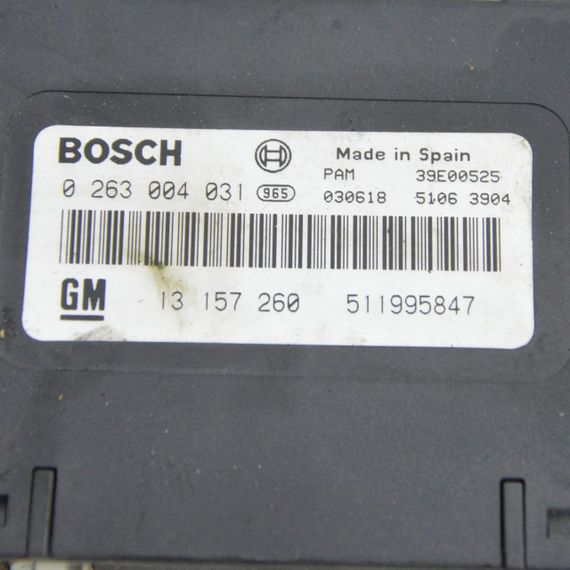 BOSCH Made in Spain
0 263 004 031 965 PAM 39E00525
030618 5106 3904
GM 13 157 260 511995847